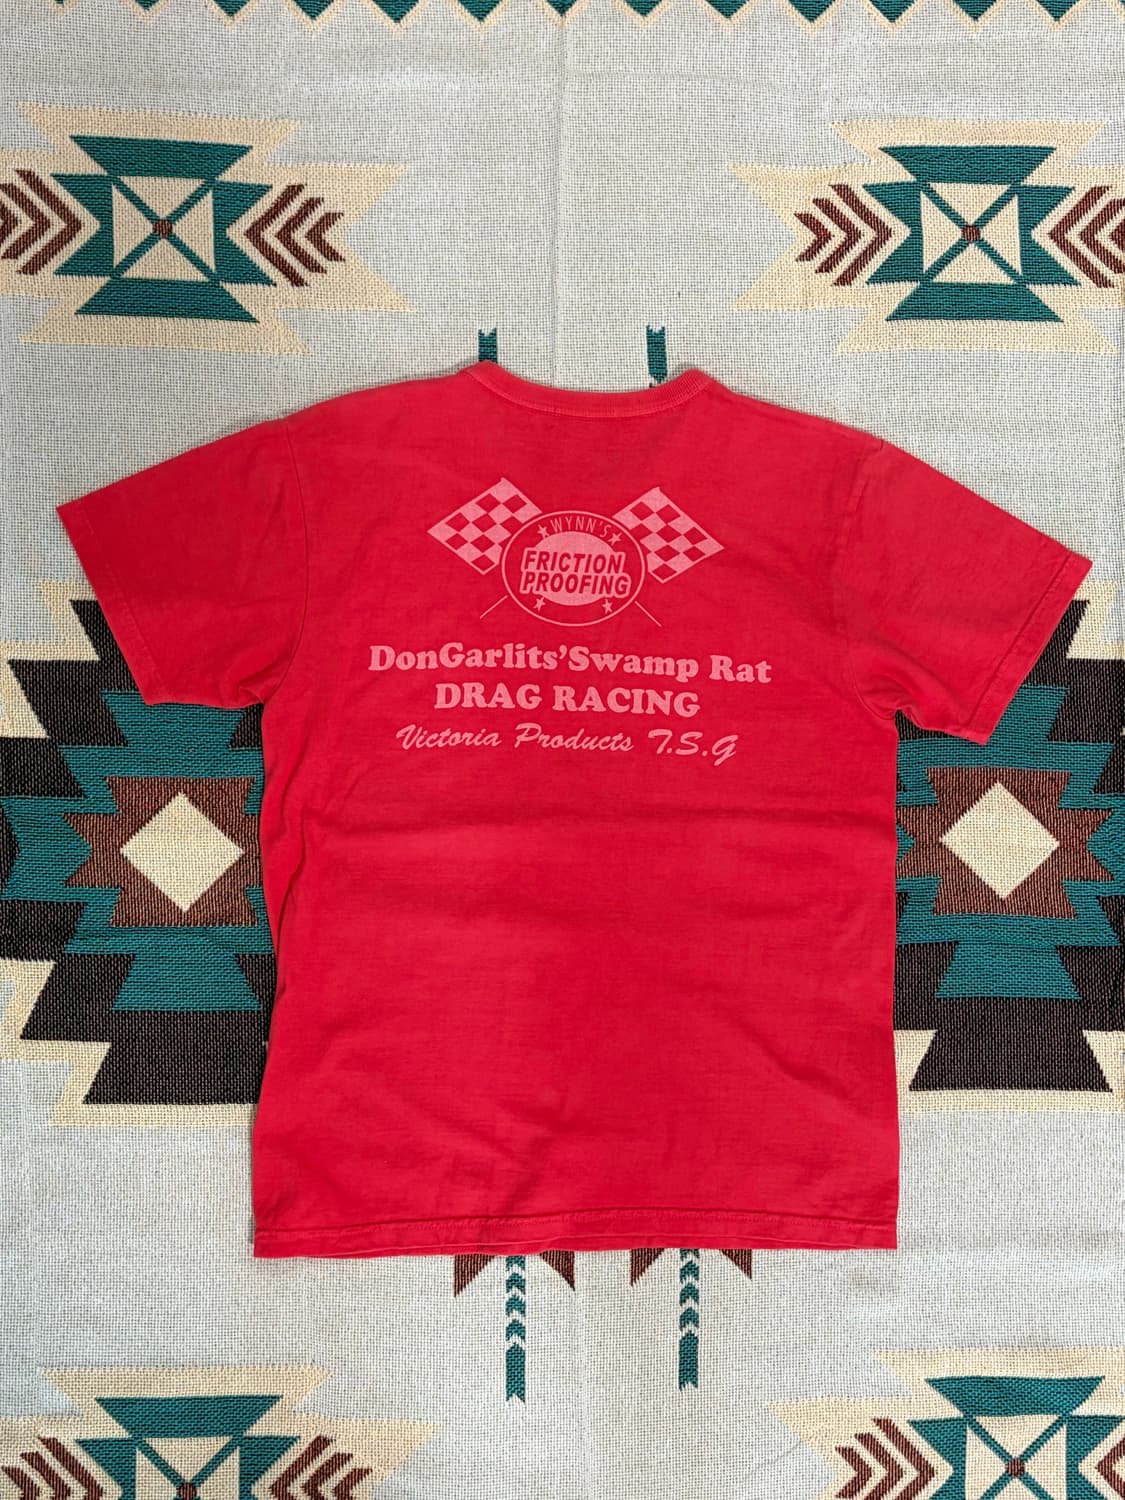 WYNN'S
FRICTION
PROOFING
DonGarlits'Swamp Rat
DRAG RACING
Victoria Products T.S.G